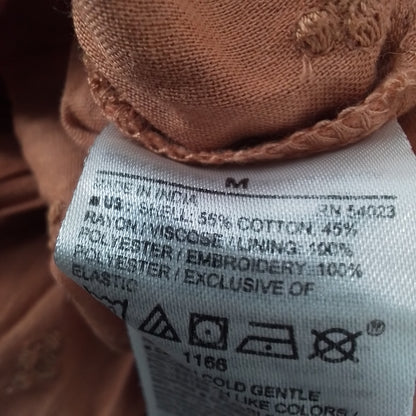 M
MADE IN INDIA RN 54023
■ US: SHELL: 55% COTTON, 45%
RAYON/VISCOSE / LINING: 100%
POLYESTER / EMBROIDERY: 100%
POLYESTER / EXCLUSIVE OF
ELASTIC
1166
COLD GENTLE
LIKE COLORS